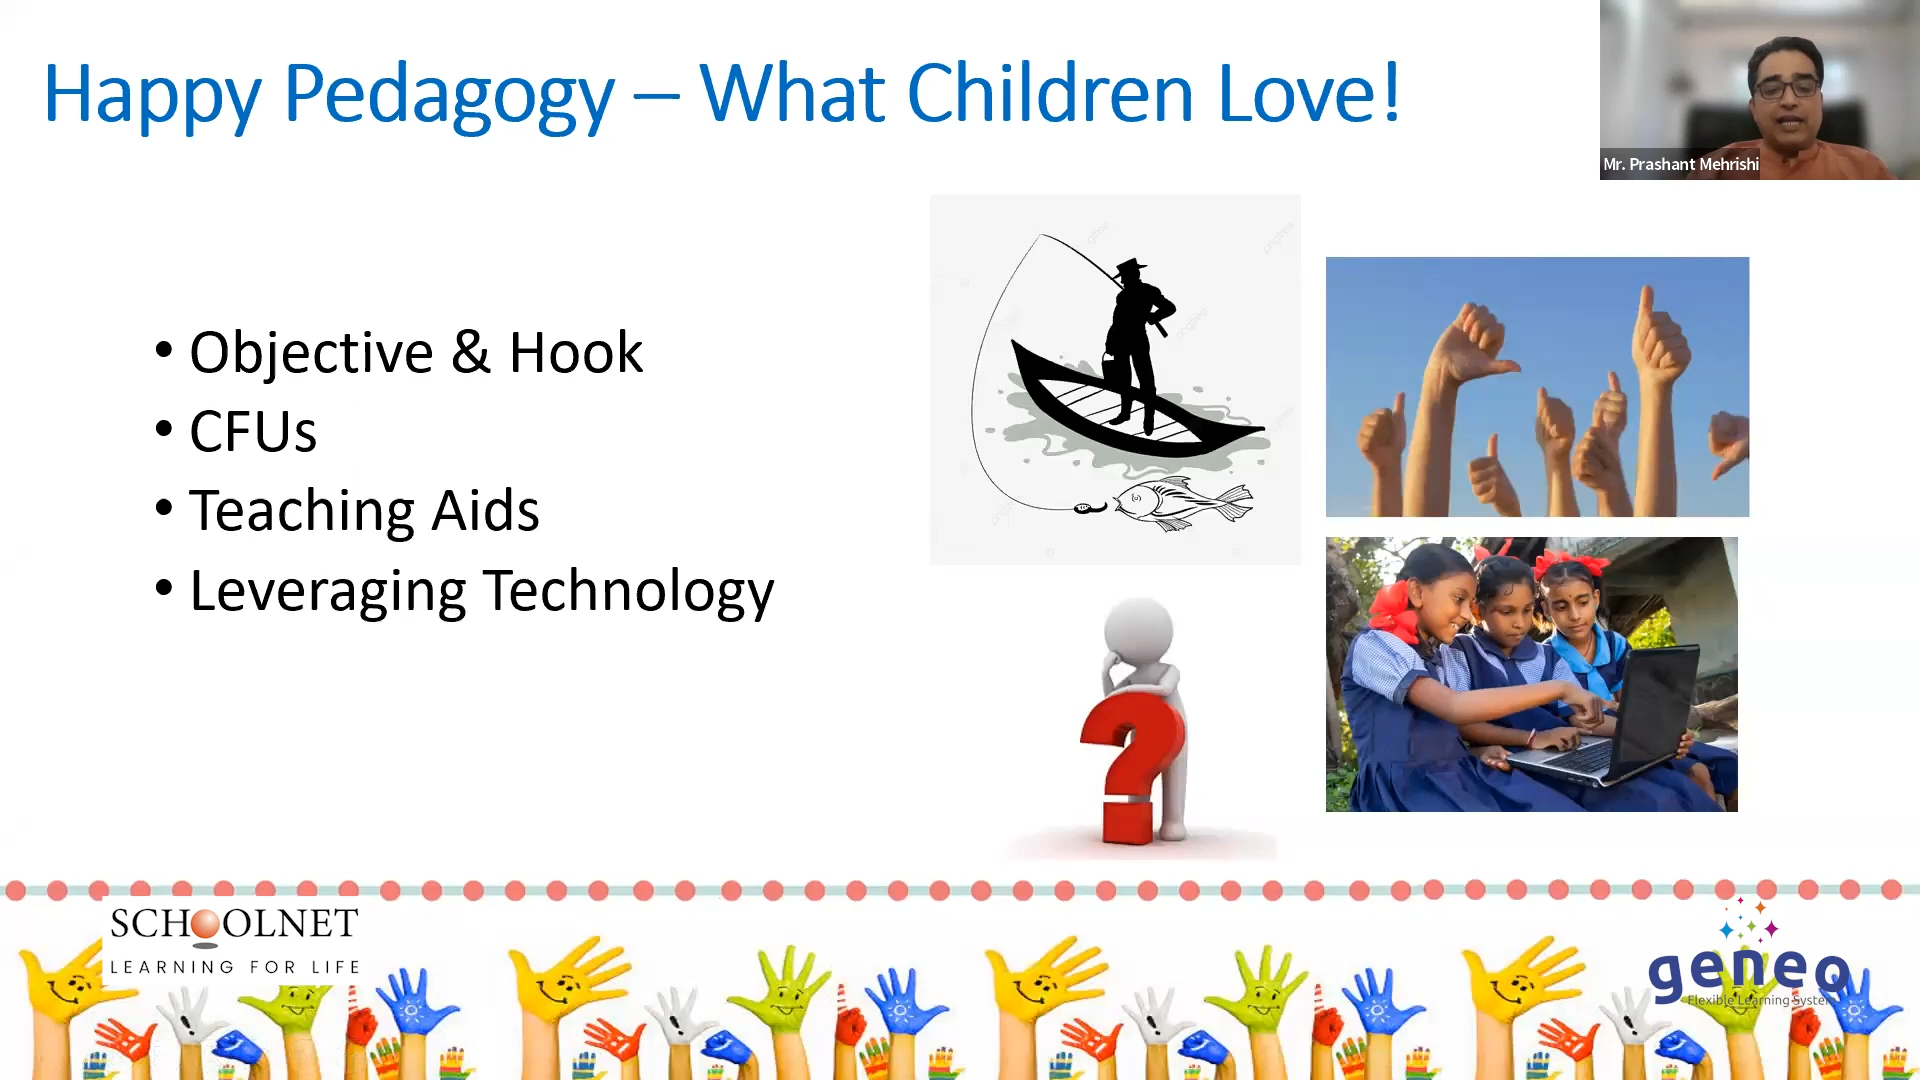 Happy Pedagogy – What Children Love!
Mr. Prashant Mehrishi
• Objective & Hook
• CFUs
• Teaching Aids
• Leveraging Technology
SCHOOLNET
LEARNING FOR LIFE
geneo
Flexible Learning System